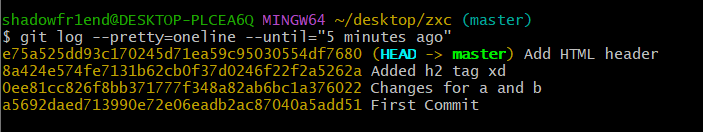 shadowfr1end@DESKTOP-PLCEA6Q MINGW64 ~/desktop/zxc (master)
$ git log --pretty=oneline --until="5 minutes ago"
e75a525dd93c170245d71ea59c95030554df7680 (HEAD -> master) Add HTML header
8a424e574fe7131b62cb0f37d0246f22f2a5262a Added h2 tag xd
0ee81cc826f8bb371777f348a82ab6bc1a376022 Changes for a and b
a5692daed713990e72e06eadb2ac87040a5add51 First Commit